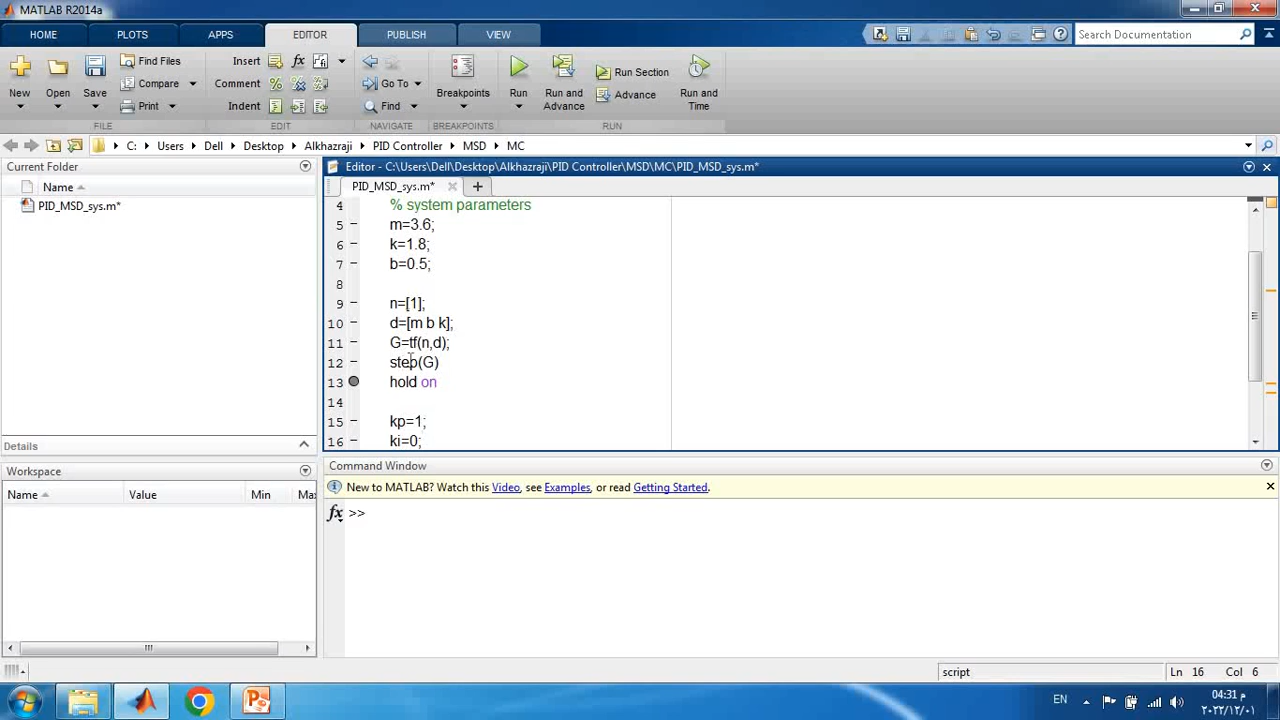 MATLAB R2014a
HOME PLOTS APPS EDITOR PUBLISH VIEW Search Documentation
New Open Save Find Files Compare Print Insert Comment Indent Go To Find Breakpoints Run Run and Advance Run Section Advance Run and Time
FILE EDIT NAVIGATE BREAKPOINTS RUN
C: Users Dell Desktop Alkhazraji PID Controller MSD MC
Current Folder
Name
PID_MSD_sys.m*
Details
Workspace
Name Value Min Max
Editor - C:\Users\Dell\Desktop\Alkhazraji\PID Controller\MSD\MC\PID_MSD_sys.m*
PID_MSD_sys.m*
4 % system parameters
5 – m=3.6;
6 – k=1.8;
7 – b=0.5;
8
9 – n=[1];
10 – d=[m b k];
11 – G=tf(n,d);
12 – step(G)
13 – hold on
14
15 – kp=1;
16 – ki=0;
Command Window
New to MATLAB? Watch this Video, see Examples, or read Getting Started.
fx >>
script Ln 16 Col 6
EN
04:31 م
٢٠٢٢/١٢/٠١